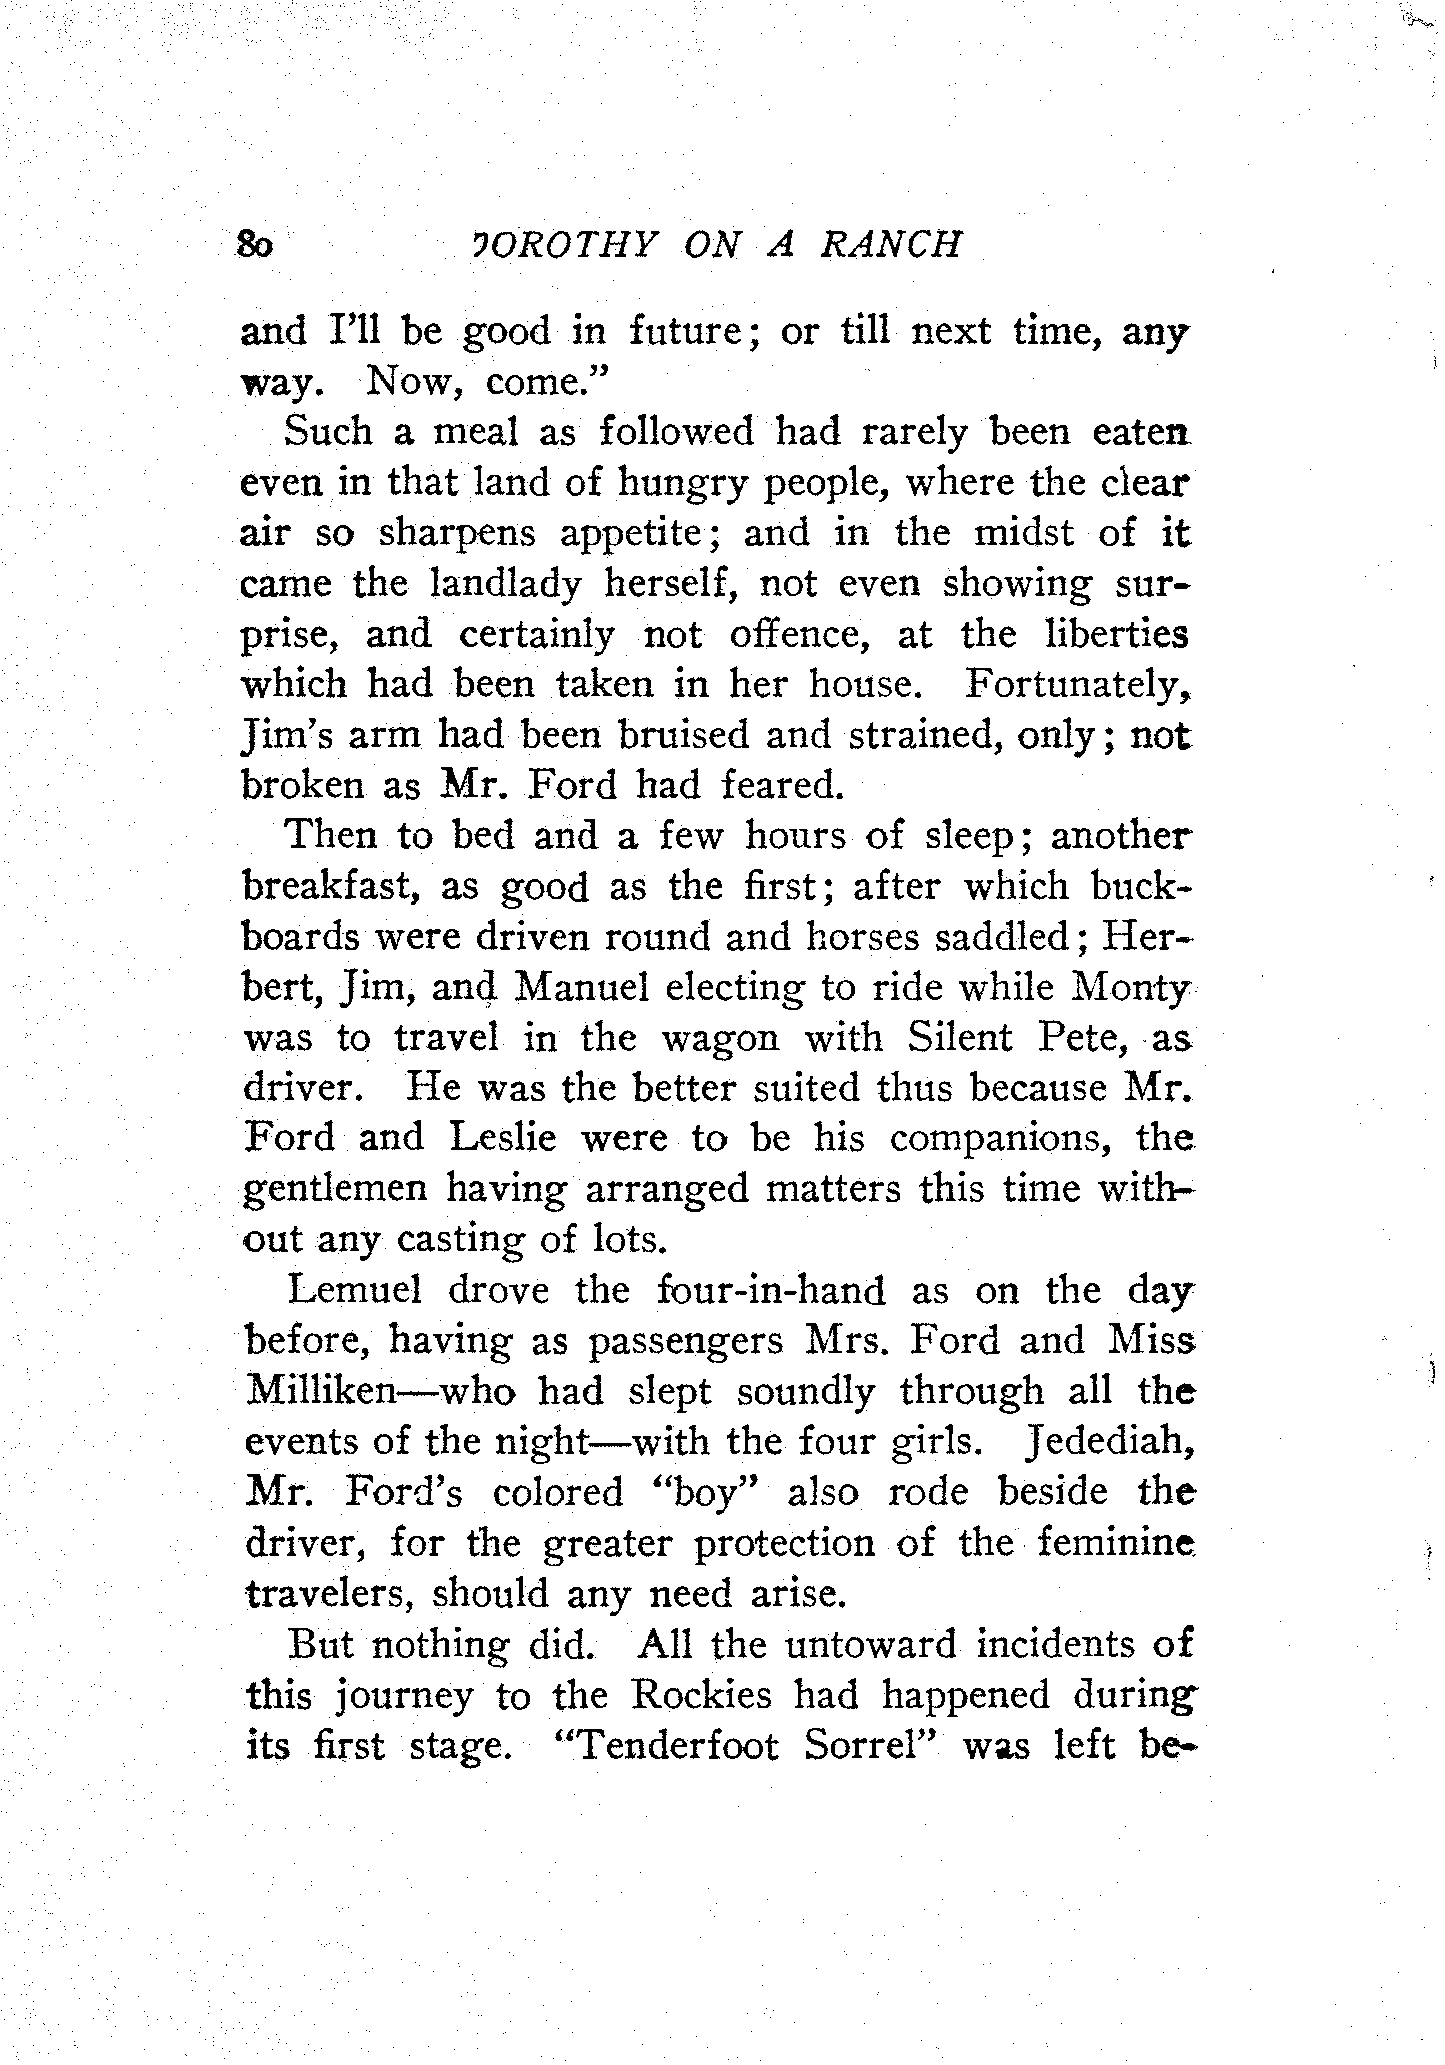 80 DOROTHY ON A RANCH
and I'll be good in future; or till next time, any
way. Now, come."
Such a meal as followed had rarely been eaten
even in that land of hungry people, where the clear
air so sharpens appetite; and in the midst of it
came the landlady herself, not even showing sur-
prise, and certainly not offence, at the liberties
which had been taken in her house. Fortunately,
Jim's arm had been bruised and strained, only; not
broken as Mr. Ford had feared.
Then to bed and a few hours of sleep; another
breakfast, as good as the first; after which buck-
boards were driven round and horses saddled; Her-
bert, Jim, and Manuel electing to ride while Monty
was to travel in the wagon with Silent Pete, as
driver. He was the better suited thus because Mr.
Ford and Leslie were to be his companions, the
gentlemen having arranged matters this time with-
out any casting of lots.
Lemuel drove the four-in-hand as on the day
before, having as passengers Mrs. Ford and Miss
Milliken—who had slept soundly through all the
events of the night—with the four girls. Jedediah,
Mr. Ford's colored "boy" also rode beside the
driver, for the greater protection of the feminine
travelers, should any need arise.
But nothing did. All the untoward incidents of
this journey to the Rockies had happened during
its first stage. "Tenderfoot Sorrel" was left be-